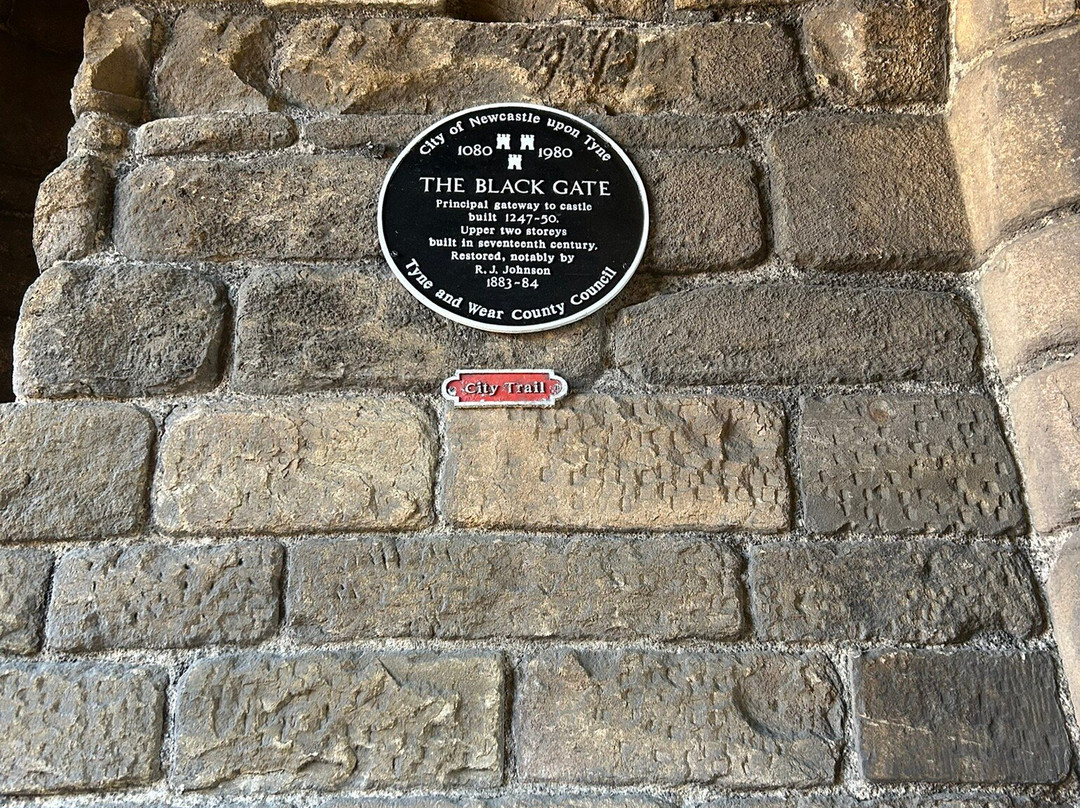 City of Newcastle upon Tyne
1080 1980
THE BLACK GATE
Principal gateway to castle
built 1247-50.
Upper two storeys
built in seventeenth century.
Restored, notably by
R. J. Johnson
1883-84
Tyne and Wear County Council
City Trail